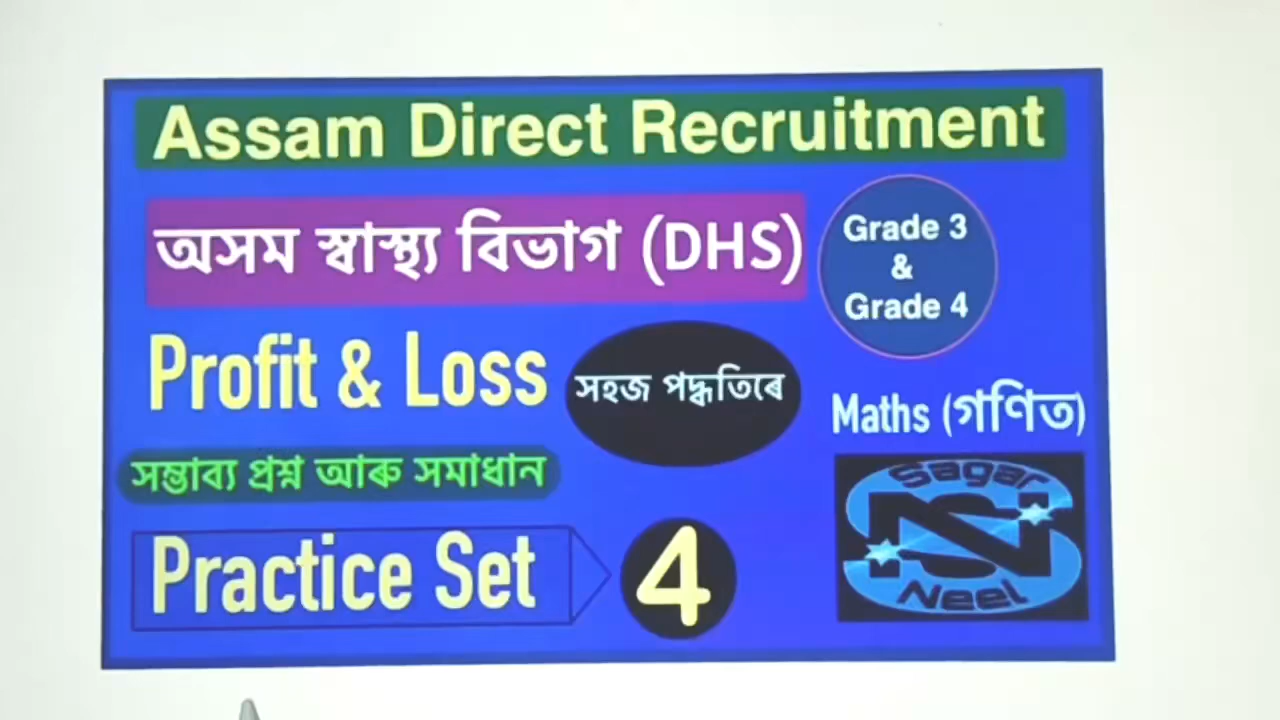 Assam Direct Recruitment
অসম স্বাস্থ্য বিভাগ (DHS)
Grade 3
&
Grade 4
Profit & Loss
সহজ পদ্ধতিৰে
Maths (গণিত)
সম্ভাব্য প্ৰশ্ন আৰু সমাধান
Sagar
NS
Neel
Practice Set
4